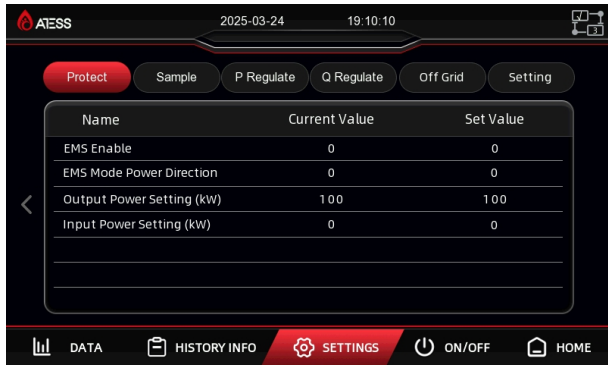 ATESS 2025-03-24 19:10:10
3
Protect Sample P Regulate Q Regulate Off Grid Setting
Name Current Value Set Value
EMS Enable 0 0
EMS Mode Power Direction 0 0
Output Power Setting (kW) 100 100
Input Power Setting (kW) 0 0
DATA HISTORY INFO SETTINGS ON/OFF HOME